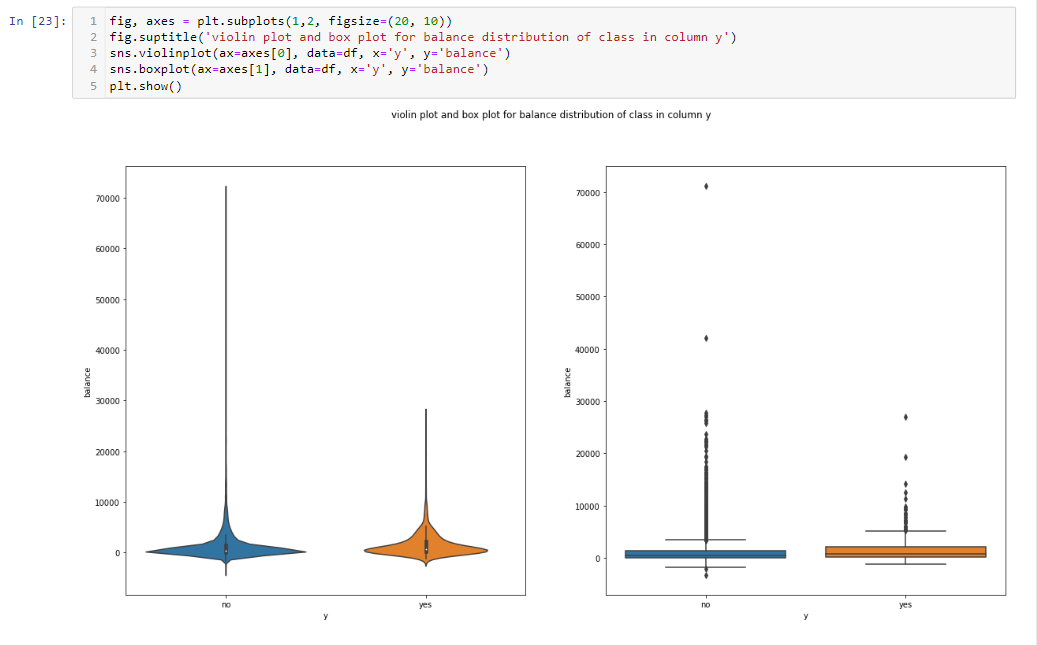 In [23]:
1 fig, axes = plt.subplots(1,2, figsize=(20, 10))
2 fig.suptitle('violin plot and box plot for balance distribution of class in column y')
3 sns.violinplot(ax=axes[0], data=df, x='y', y='balance')
4 sns.boxplot(ax=axes[1], data=df, x='y', y='balance')
5 plt.show()
violin plot and box plot for balance distribution of class in column y
70000
60000
50000
40000
30000
20000
10000
0
balance
no yes
y
70000
60000
50000
40000
30000
20000
10000
0
balance
no yes
y